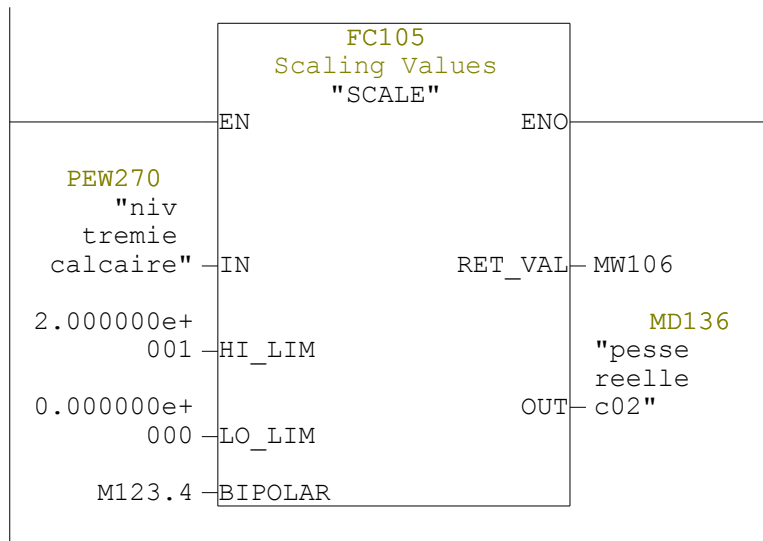 FC105
Scaling Values
"SCALE"
EN ENO
PEW270
"niv
tremie
calcaire" IN RET_VAL MW106
2.000000e+ MD136
001 HI_LIM "pesse
reelle
0.000000e+ OUT c02"
000 LO_LIM
M123.4 BIPOLAR